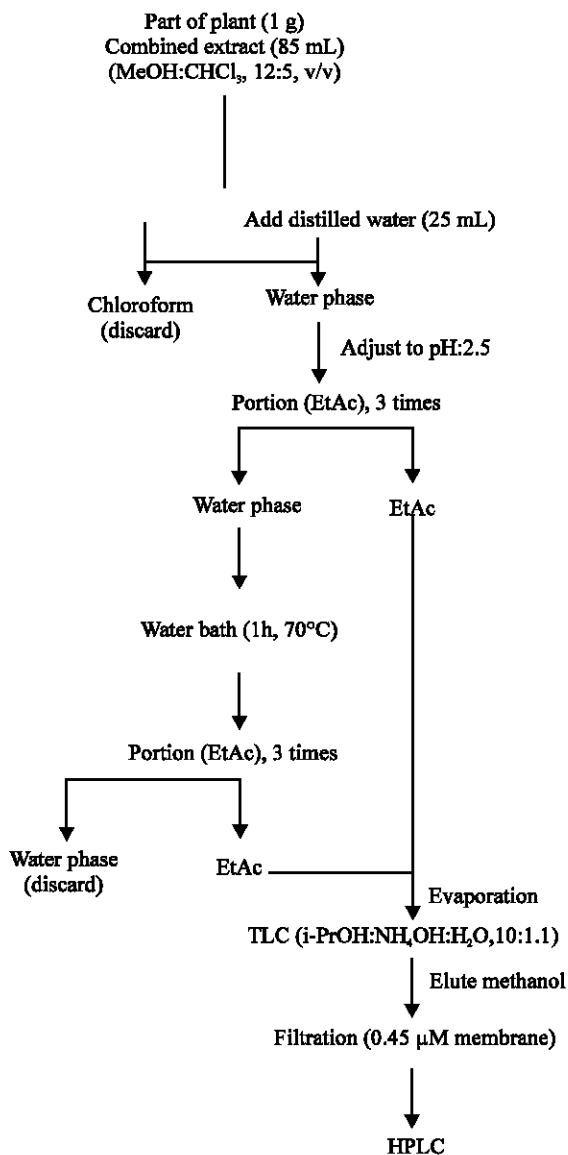 Part of plant (1 g)
Combined extract (85 mL)
(MeOH:CHCl₃, 12:5, v/v)
Add distilled water (25 mL)
Chloroform
(discard)
Water phase
Adjust to pH:2.5
Portion (EtAc), 3 times
Water phase
EtAc
Water bath (1h, 70°C)
Portion (EtAc), 3 times
Water phase
(discard)
EtAc
Evaporation
TLC (i-PrOH:NH₄OH:H₂O,10:1.1)
Elute methanol
Filtration (0.45 µM membrane)
HPLC